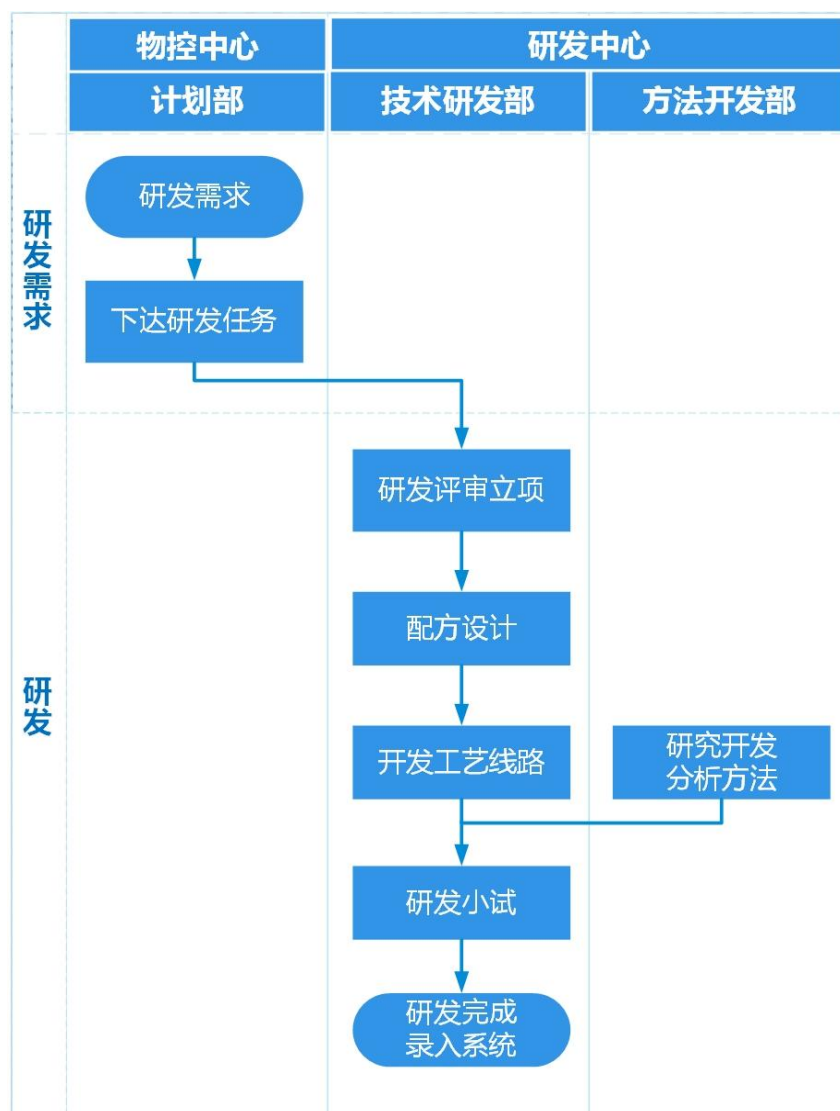 物控中心
研发中心
计划部
技术研发部
方法开发部
研发需求
研发需求
下达研发任务
研发
研发评审立项
配方设计
开发工艺线路
研究开发
分析方法
研发小试
研发完成
录入系统